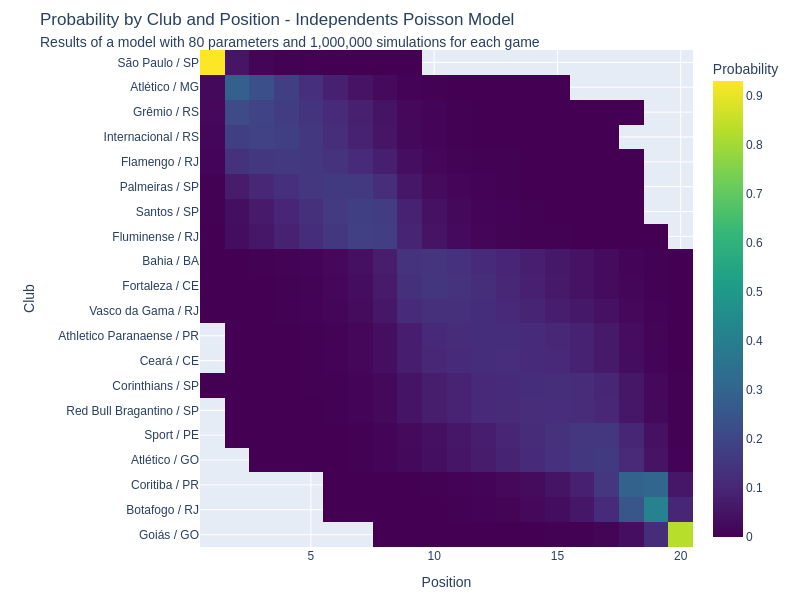 Probability by Club and Position - Independents Poisson Model
Results of a model with 80 parameters and 1,000,000 simulations for each game
São Paulo / SP
Atlético / MG
Grêmio / RS
Internacional / RS
Flamengo / RJ
Palmeiras / SP
Santos / SP
Fluminense / RJ
Bahia / BA
Fortaleza / CE
Vasco da Gama / RJ
Athletico Paranaense / PR
Ceará / CE
Corinthians / SP
Red Bull Bragantino / SP
Sport / PE
Atlético / GO
Coritiba / PR
Botafogo / RJ
Goiás / GO
Club
5
10
15
20
Position
Probability
0.9
0.8
0.7
0.6
0.5
0.4
0.3
0.2
0.1
0